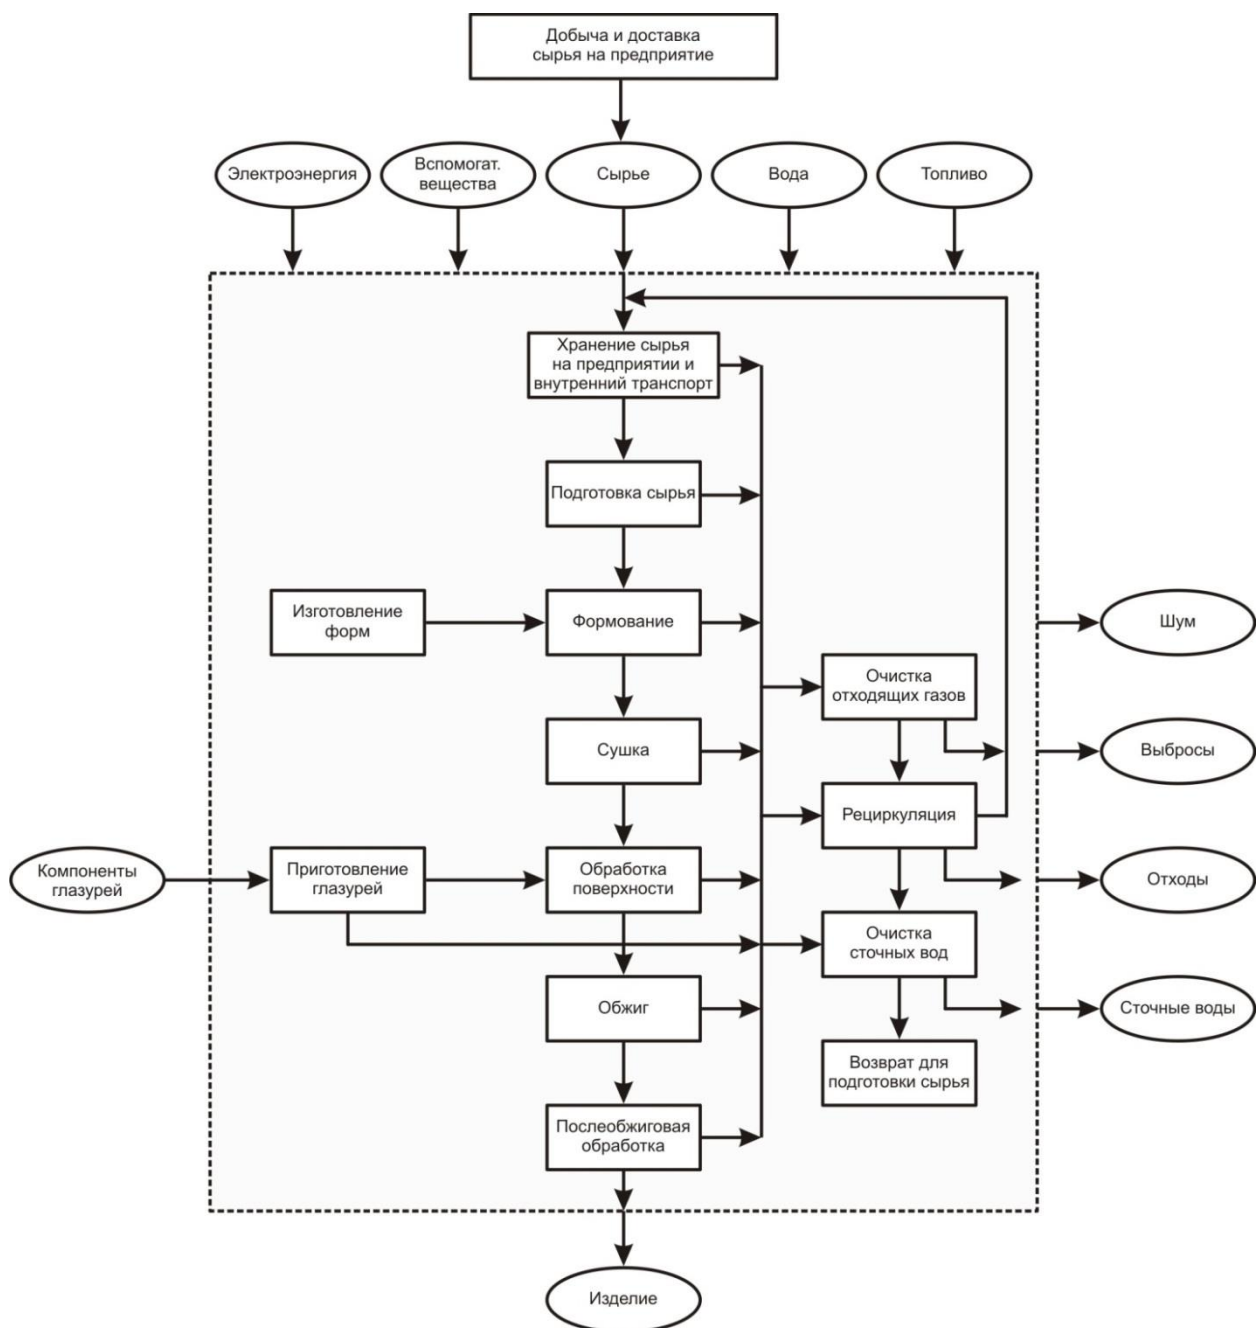 Добыча и доставка
сырья на предприятие
Электроэнергия
Вспомогат.
вещества
Сырье
Вода
Топливо
Хранение сырья
на предприятии и
внутренний транспорт
Подготовка сырья
Изготовление
форм
Формование
Шум
Очистка
отходящих газов
Сушка
Выбросы
Рециркуляция
Компоненты
глазурей
Приготовление
глазурей
Обработка
поверхности
Отходы
Очистка
сточных вод
Обжиг
Сточные воды
Возврат для
подготовки сырья
Послеобжиговая
обработка
Изделие